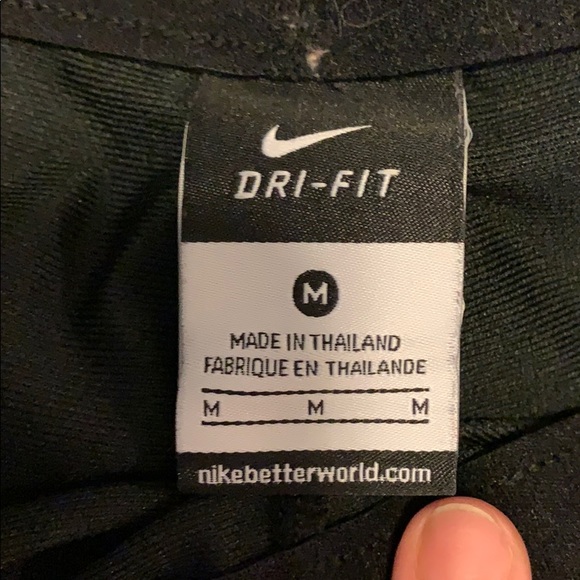 DRI-FIT
M
MADE IN THAILAND
FABRIQUE EN THAILANDE
M M M
nikebetterworld.com